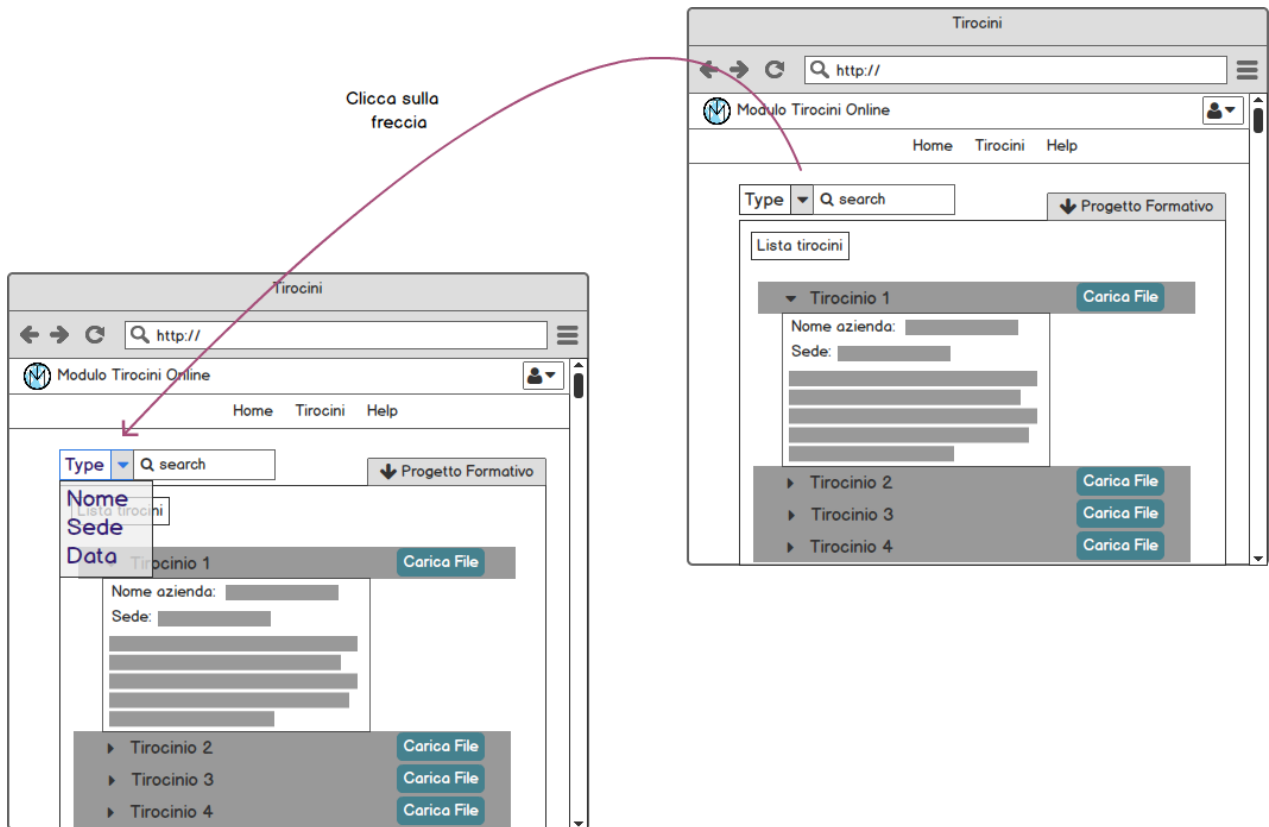 Clicca sulla
freccia
Tirocini
http://
Modulo Tirocini Online
Home Tirocini Help
Type search
Progetto Formativo
Lista tirocini
Tirocinio 1 Carica File
Nome azienda:
Sede:
Tirocinio 2 Carica File
Tirocinio 3 Carica File
Tirocinio 4 Carica File
Tirocini
http://
Modulo Tirocini Online
Home Tirocini Help
Type search
Progetto Formativo
Nome
Sede
Data
Lista tirocini
Tirocinio 1 Carica File
Nome azienda:
Sede:
Tirocinio 2 Carica File
Tirocinio 3 Carica File
Tirocinio 4 Carica File